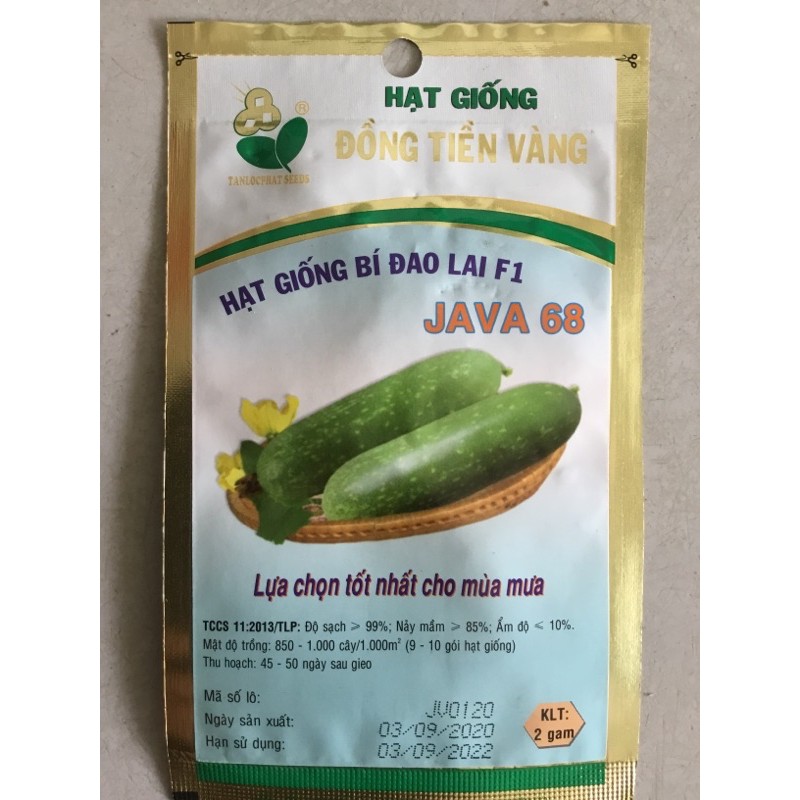 HẠT GIỐNG
ĐỒNG TIỀN VÀNG
®
TANLOCPHAT SEEDS
HẠT GIỐNG BÍ ĐAO LAI F1
JAVA 68
Lựa chọn tốt nhất cho mùa mưa
TCCS 11:2013/TLP: Độ sạch ⩾ 99%; Nảy mầm ⩾ 85%; Ẩm độ ⩽ 10%.
Mật độ trồng: 850 - 1.000 cây/1.000m² (9 - 10 gói hạt giống)
Thu hoạch: 45 - 50 ngày sau gieo
Mã số lô: JV0120
Ngày sản xuất: 03/09/2020
Hạn sử dụng: 03/09/2022
KLT:
2 gam